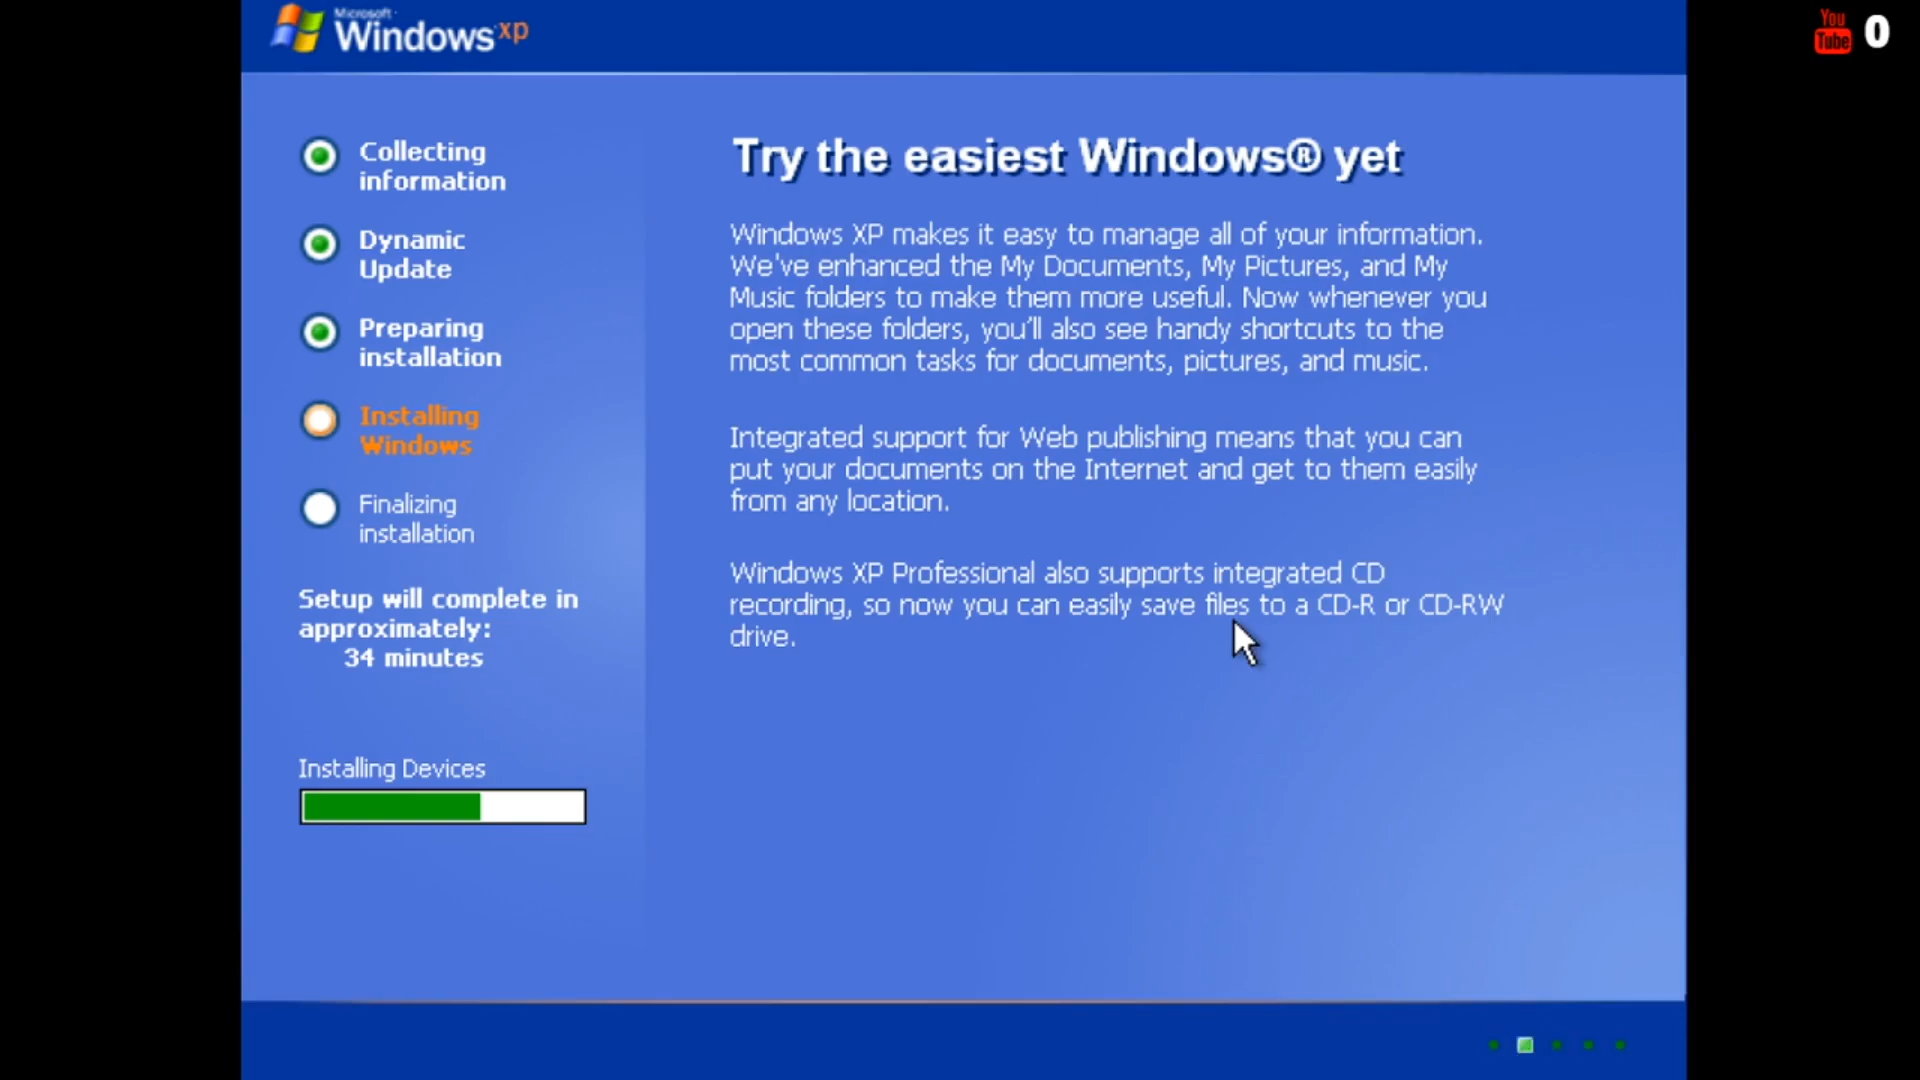 Microsoft
Windows xp
You
Tube 0
Collecting
information
Dynamic
Update
Preparing
installation
Installing
Windows
Finalizing
installation
Setup will complete in
approximately:
34 minutes
Installing Devices
Try the easiest Windows® yet
Windows XP makes it easy to manage all of your information.
We've enhanced the My Documents, My Pictures, and My
Music folders to make them more useful. Now whenever you
open these folders, you'll also see handy shortcuts to the
most common tasks for documents, pictures, and music.
Integrated support for Web publishing means that you can
put your documents on the Internet and get to them easily
from any location.
Windows XP Professional also supports integrated CD
recording, so now you can easily save files to a CD-R or CD-RW
drive.